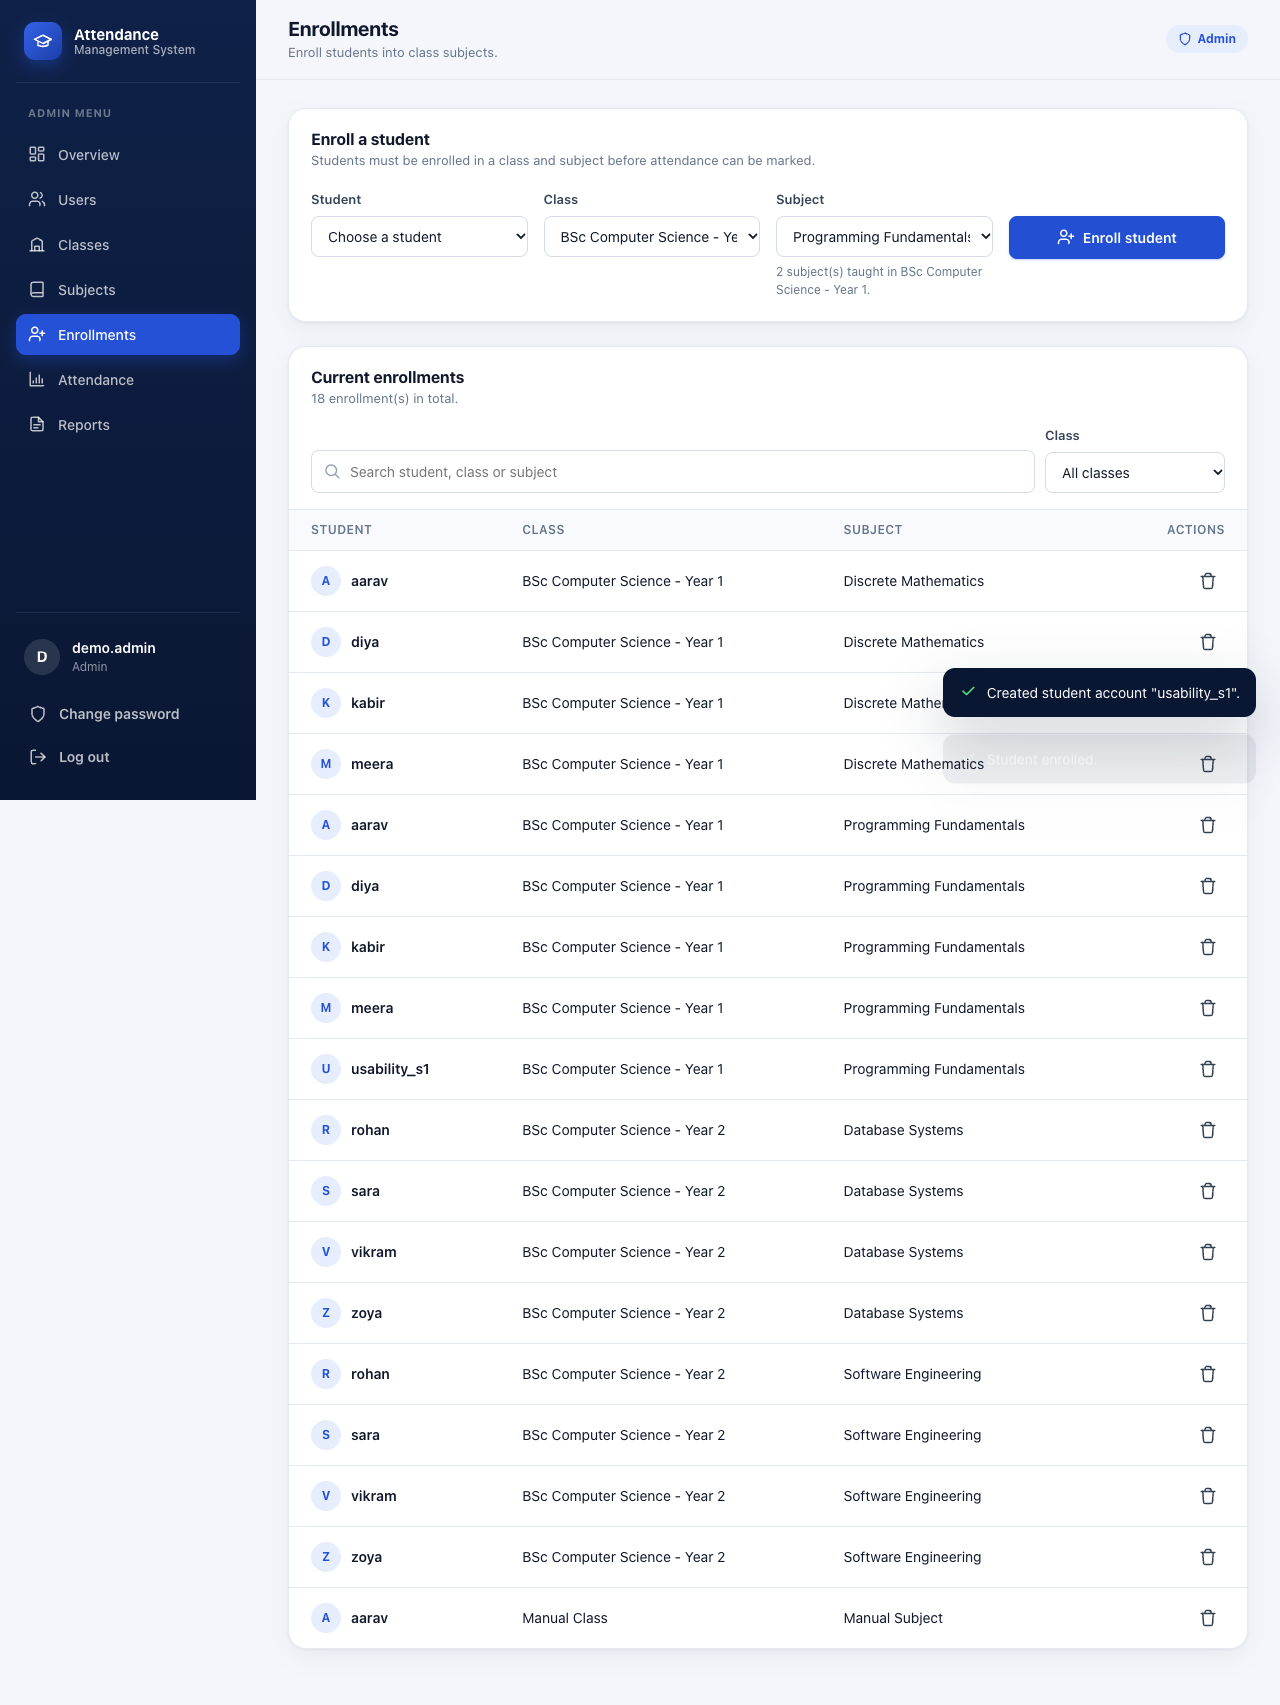 Attendance
Management System
ADMIN MENU
Overview
Users
Classes
Subjects
Enrollments
Attendance
Reports
D
demo.admin
Admin
Change password
Log out
Enrollments
Enroll students into class subjects.
Admin
Enroll a student
Students must be enrolled in a class and subject before attendance can be marked.
Student
Class
Subject
Choose a student
BSc Computer Science - Ye
Programming Fundamentals
Enroll student
2 subject(s) taught in BSc Computer
Science - Year 1.
Current enrollments
18 enrollment(s) in total.
Class
Search student, class or subject
All classes
STUDENT CLASS SUBJECT ACTIONS
A aarav BSc Computer Science - Year 1 Discrete Mathematics
D diya BSc Computer Science - Year 1 Discrete Mathematics
Created student account "usability_s1".
K kabir BSc Computer Science - Year 1 Discrete Mathe
M meera BSc Computer Science - Year 1 Discrete Mathematics
Student enrolled.
A aarav BSc Computer Science - Year 1 Programming Fundamentals
D diya BSc Computer Science - Year 1 Programming Fundamentals
K kabir BSc Computer Science - Year 1 Programming Fundamentals
M meera BSc Computer Science - Year 1 Programming Fundamentals
U usability_s1 BSc Computer Science - Year 1 Programming Fundamentals
R rohan BSc Computer Science - Year 2 Database Systems
S sara BSc Computer Science - Year 2 Database Systems
V vikram BSc Computer Science - Year 2 Database Systems
Z zoya BSc Computer Science - Year 2 Database Systems
R rohan BSc Computer Science - Year 2 Software Engineering
S sara BSc Computer Science - Year 2 Software Engineering
V vikram BSc Computer Science - Year 2 Software Engineering
Z zoya BSc Computer Science - Year 2 Software Engineering
A aarav Manual Class Manual Subject